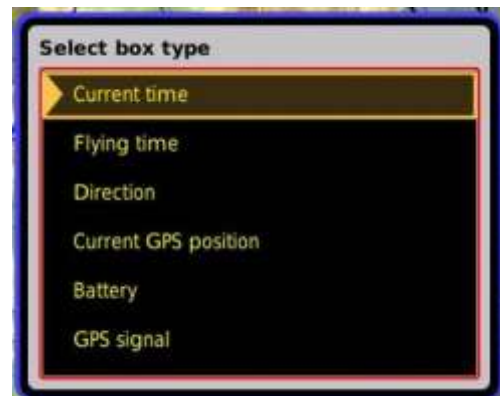 Select box type
Current time
Flying time
Direction
Current GPS position
Battery
GPS signal